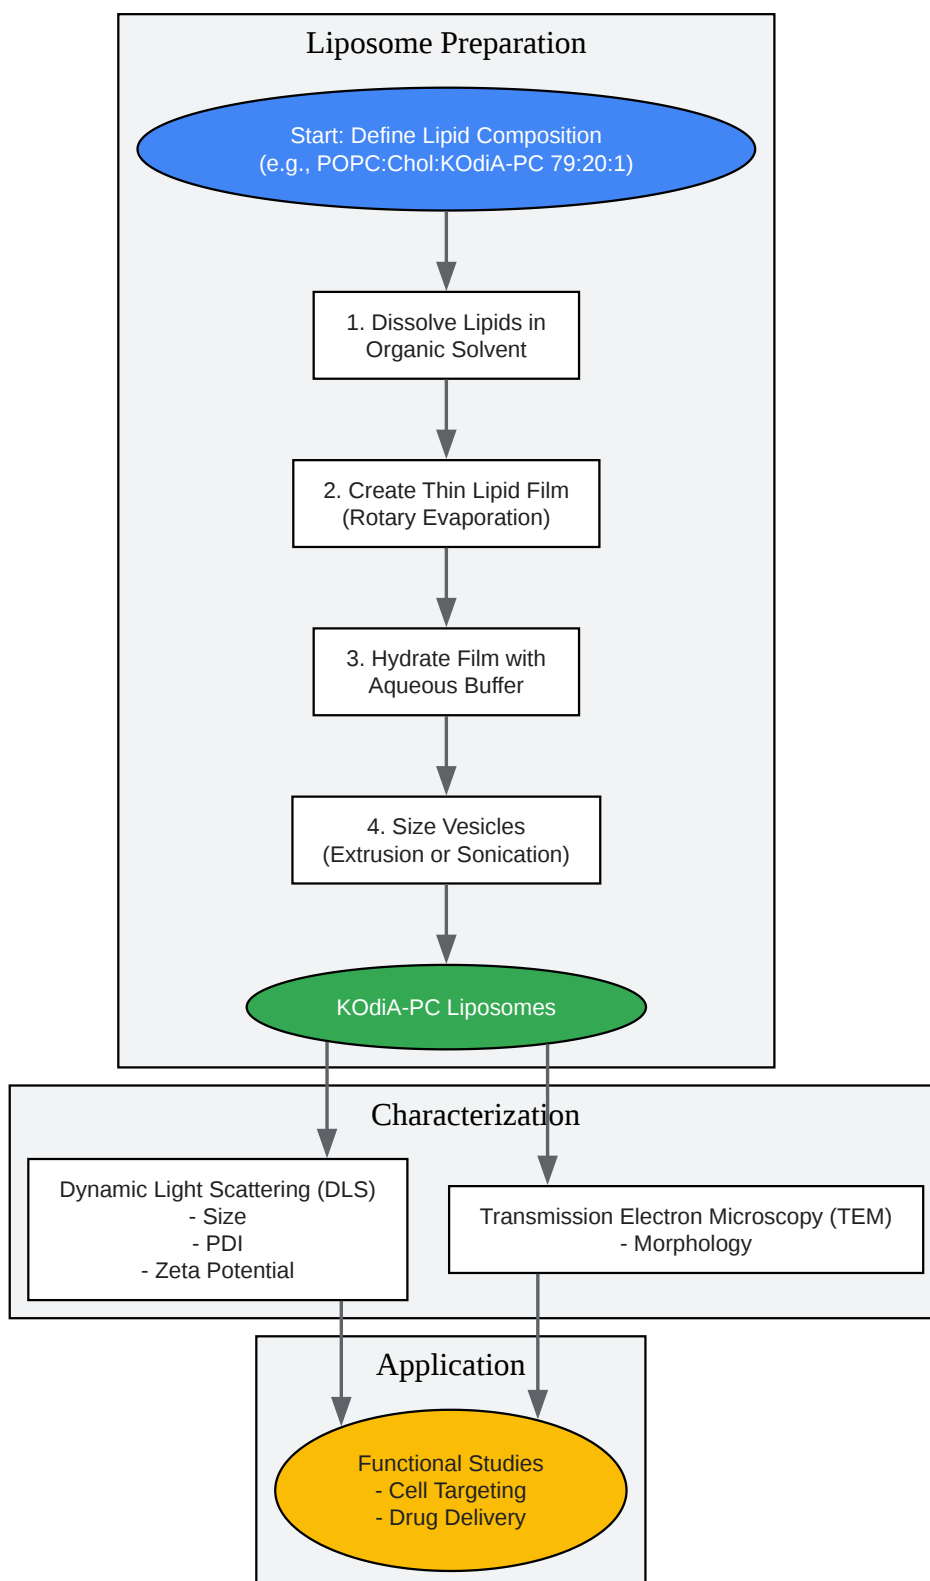 Liposome Preparation
Start: Define Lipid Composition
(e.g., POPC:Chol:KOdiA-PC 79:20:1)
1. Dissolve Lipids in
Organic Solvent
2. Create Thin Lipid Film
(Rotary Evaporation)
3. Hydrate Film with
Aqueous Buffer
4. Size Vesicles
(Extrusion or Sonication)
KOdiA-PC Liposomes
Characterization
Dynamic Light Scattering (DLS)
- Size
- PDI
- Zeta Potential
Transmission Electron Microscopy (TEM)
- Morphology
Application
Functional Studies
- Cell Targeting
- Drug Delivery